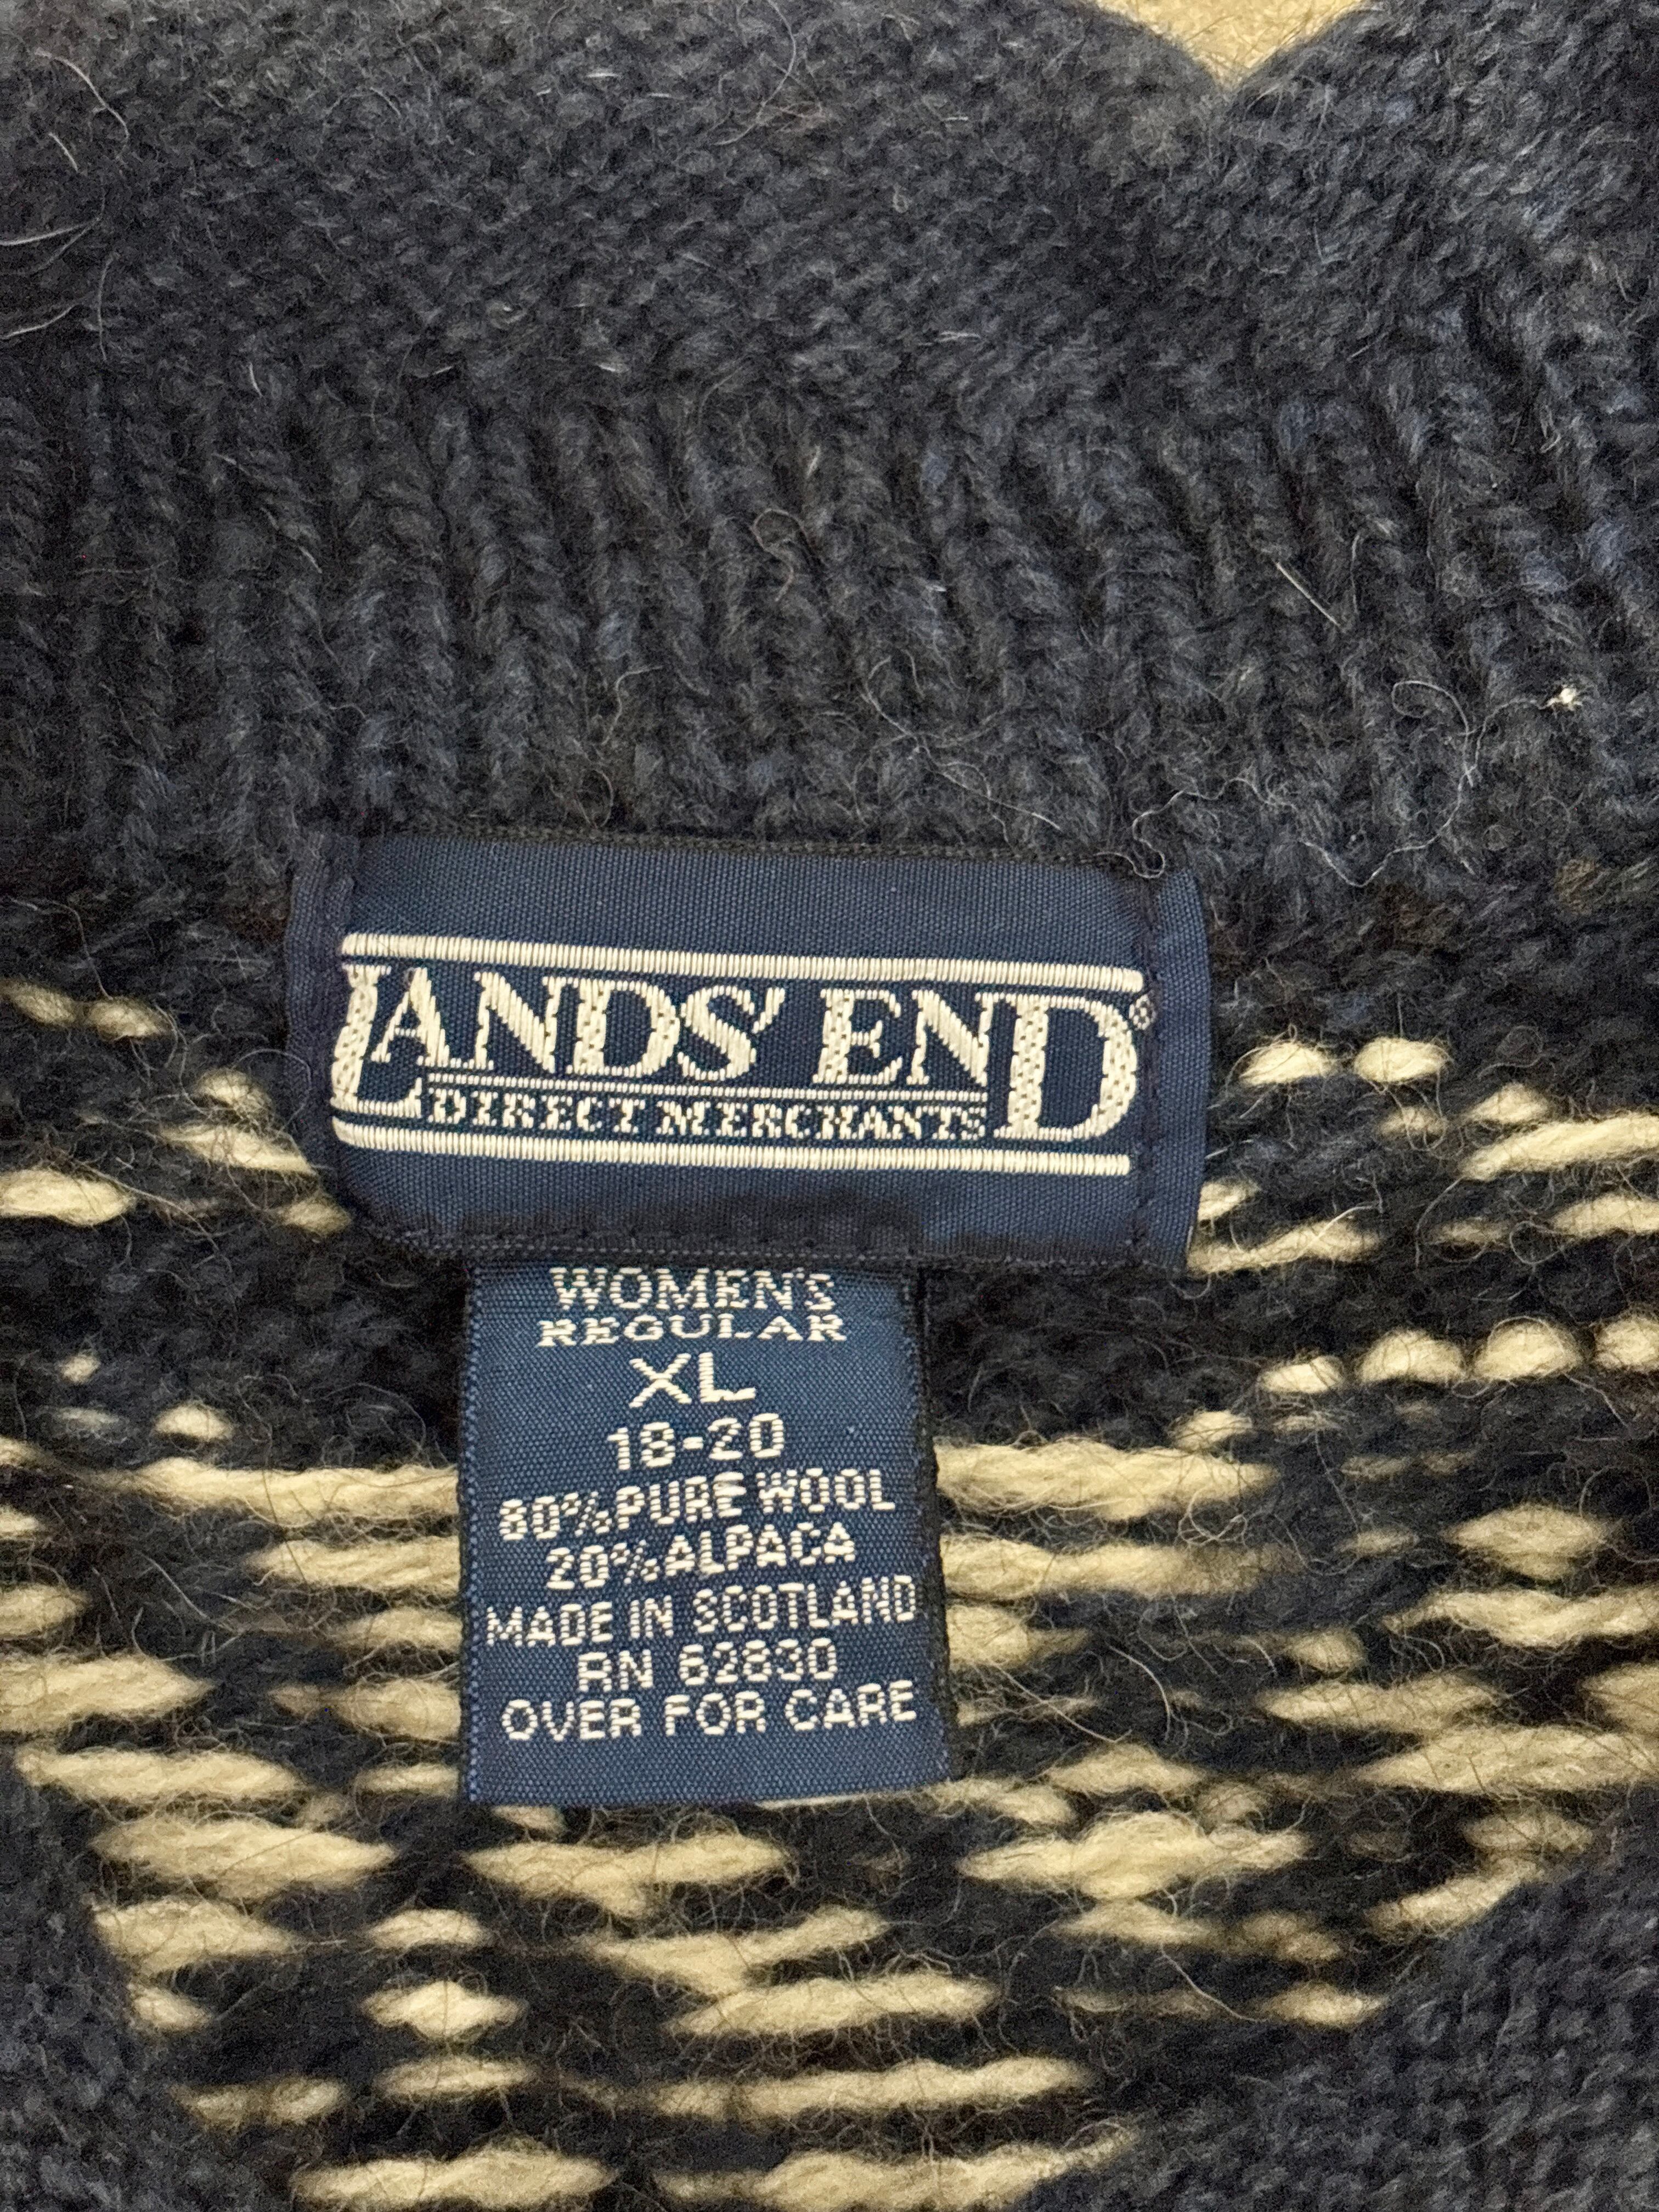 LANDS' END®
DIRECT MERCHANTS
WOMEN'S
REGULAR
XL
18-20
80%PURE WOOL
20%ALPACA
MADE IN SCOTLAND
RN 62830
OVER FOR CARE